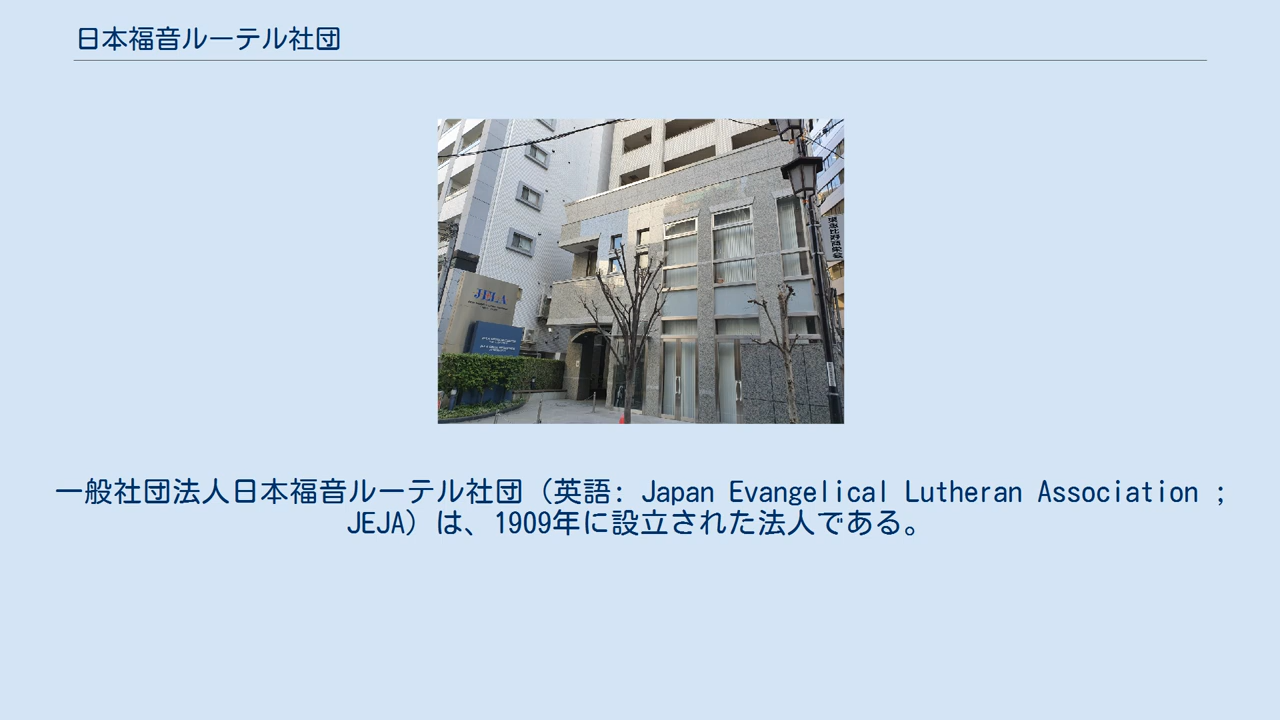 日本福音ルーテル社団
JELA
一般社団法人日本福音ルーテル社団（英語: Japan Evangelical Lutheran Association ;
JEJA）は、1909年に設立された法人である。